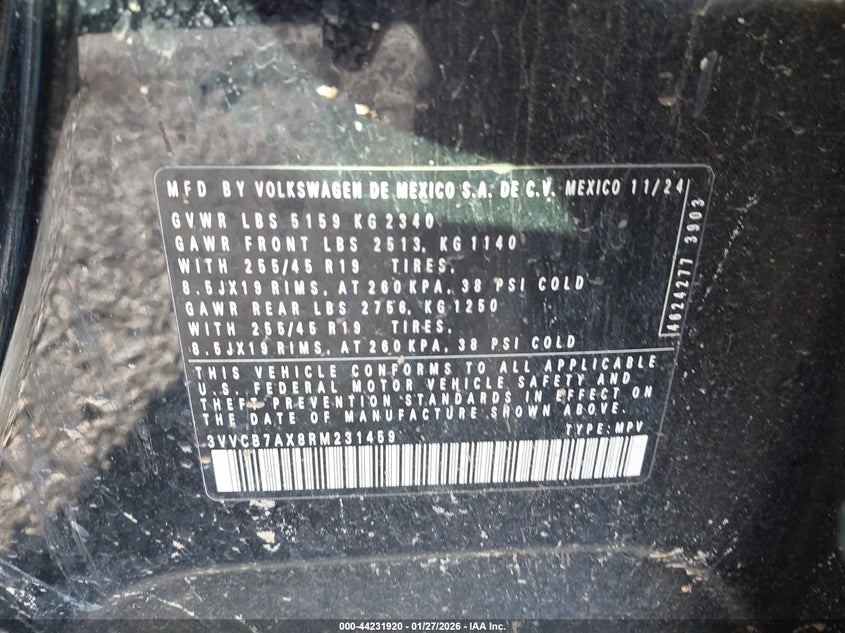 MFD BY VOLKSWAGEN DE MEXICO S.A. DE C.V. MEXICO 11/24
GVWR LBS 5159 KG 2340
GAWR FRONT LBS 2513, KG 1140
WITH 255/45 R19 TIRES,
8.5JX19 RIMS, AT 260 KPA, 38 PSI COLD
GAWR REAR LBS 2756, KG 1250
WITH 255/45 R19 TIRES,
8.5JX19 RIMS, AT 260 KPA, 38 PSI COLD
4624277 3903
THIS VEHICLE CONFORMS TO ALL APPLICABLE
U.S. FEDERAL MOTOR VEHICLE SAFETY AND
THEFT PREVENTION STANDARDS IN EFFECT ON
THE DATE OF MANUFACTURE SHOWN ABOVE.
3VVCB7AX8RM231459 TYPE: MPV
000-44231920 - 01/27/2026 - IAA Inc.